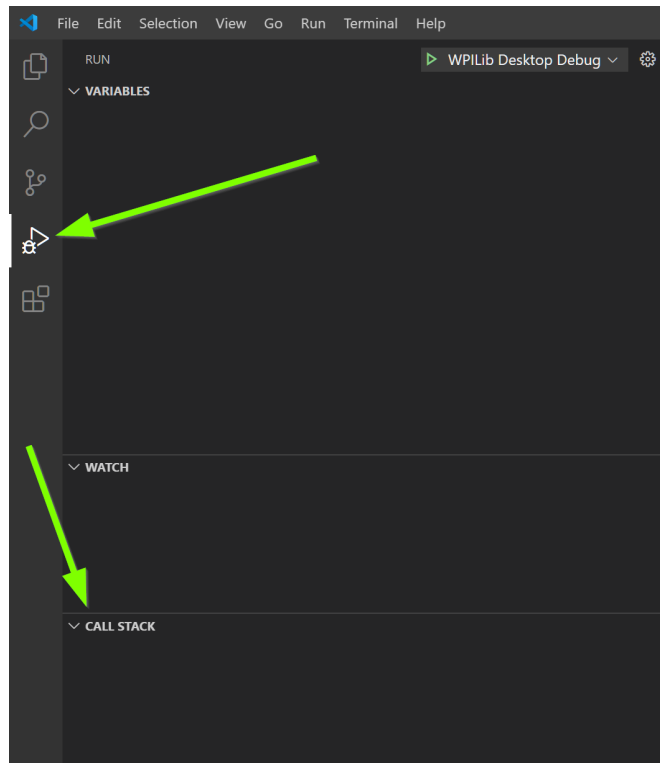 File Edit Selection View Go Run Terminal Help
RUN
WPILib Desktop Debug
VARIABLES
WATCH
CALL STACK